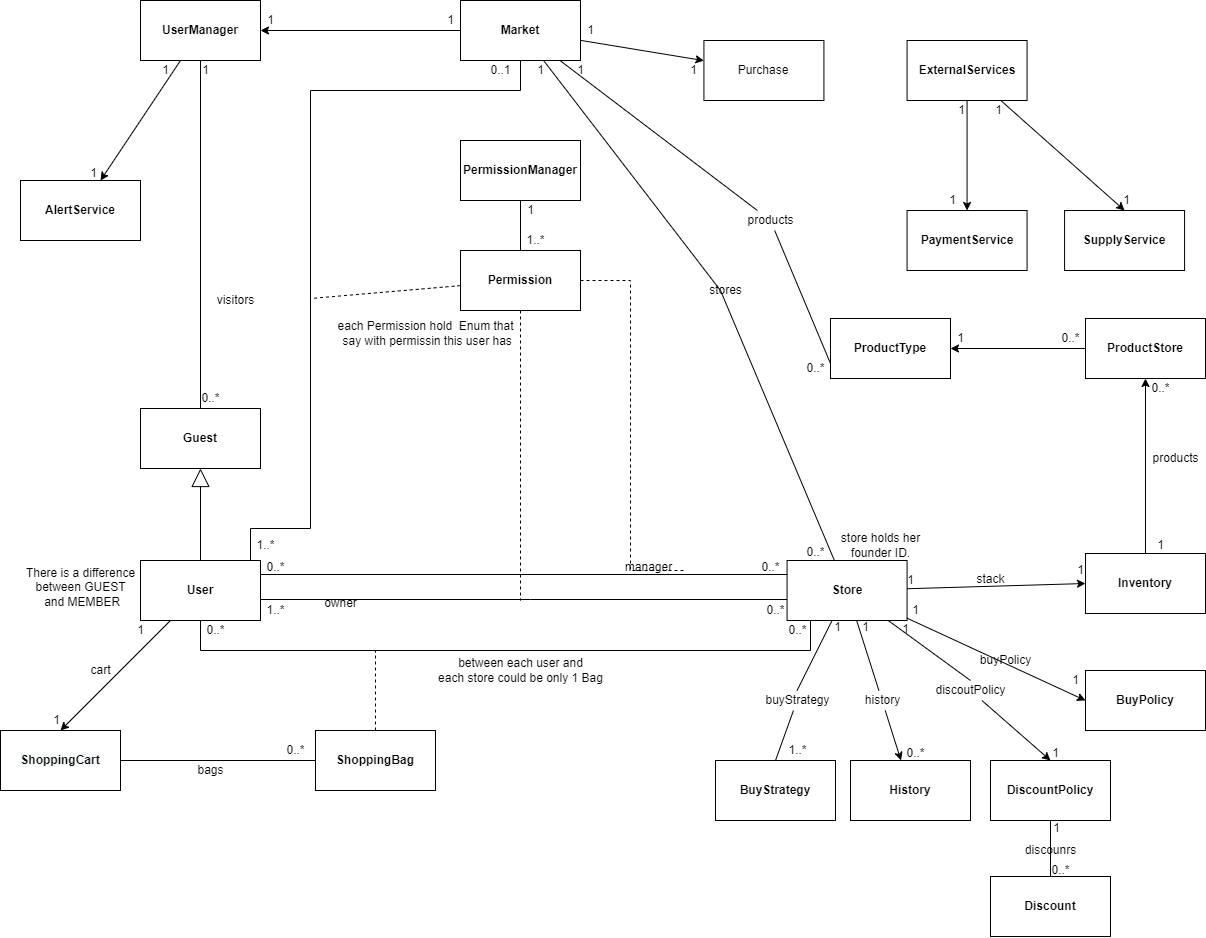 UserManager
1
1
Market
1
1
Purchase
ExternalServices
1
1
0..1
1
1
1
1
1
1
AlertService
PermissionManager
1
1..*
Permission
PaymentService
SupplyService
products
stores
visitors
each Permission hold  Enum that
say with permissin this user has
0..*
ProductType
1
0..*
ProductStore
0..*
0..*
Guest
products
1..*
0..*
store holds her
founder ID.
1
There is a difference
between GUEST
and MEMBER
User
0..*
manager
0..*
Store
1
stack
1
Inventory
1..*
owner
0..*
1
0..*
0..*
1
1
1
1
cart
between each user and
each store could be only 1 Bag
buyPolicy
1
BuyPolicy
buyStrategy
history
discoutPolicy
1
ShoppingCart
bags
0..*
ShoppingBag
1..*
0..*
1
BuyStrategy
History
DiscountPolicy
1
discounrs
0..*
Discount